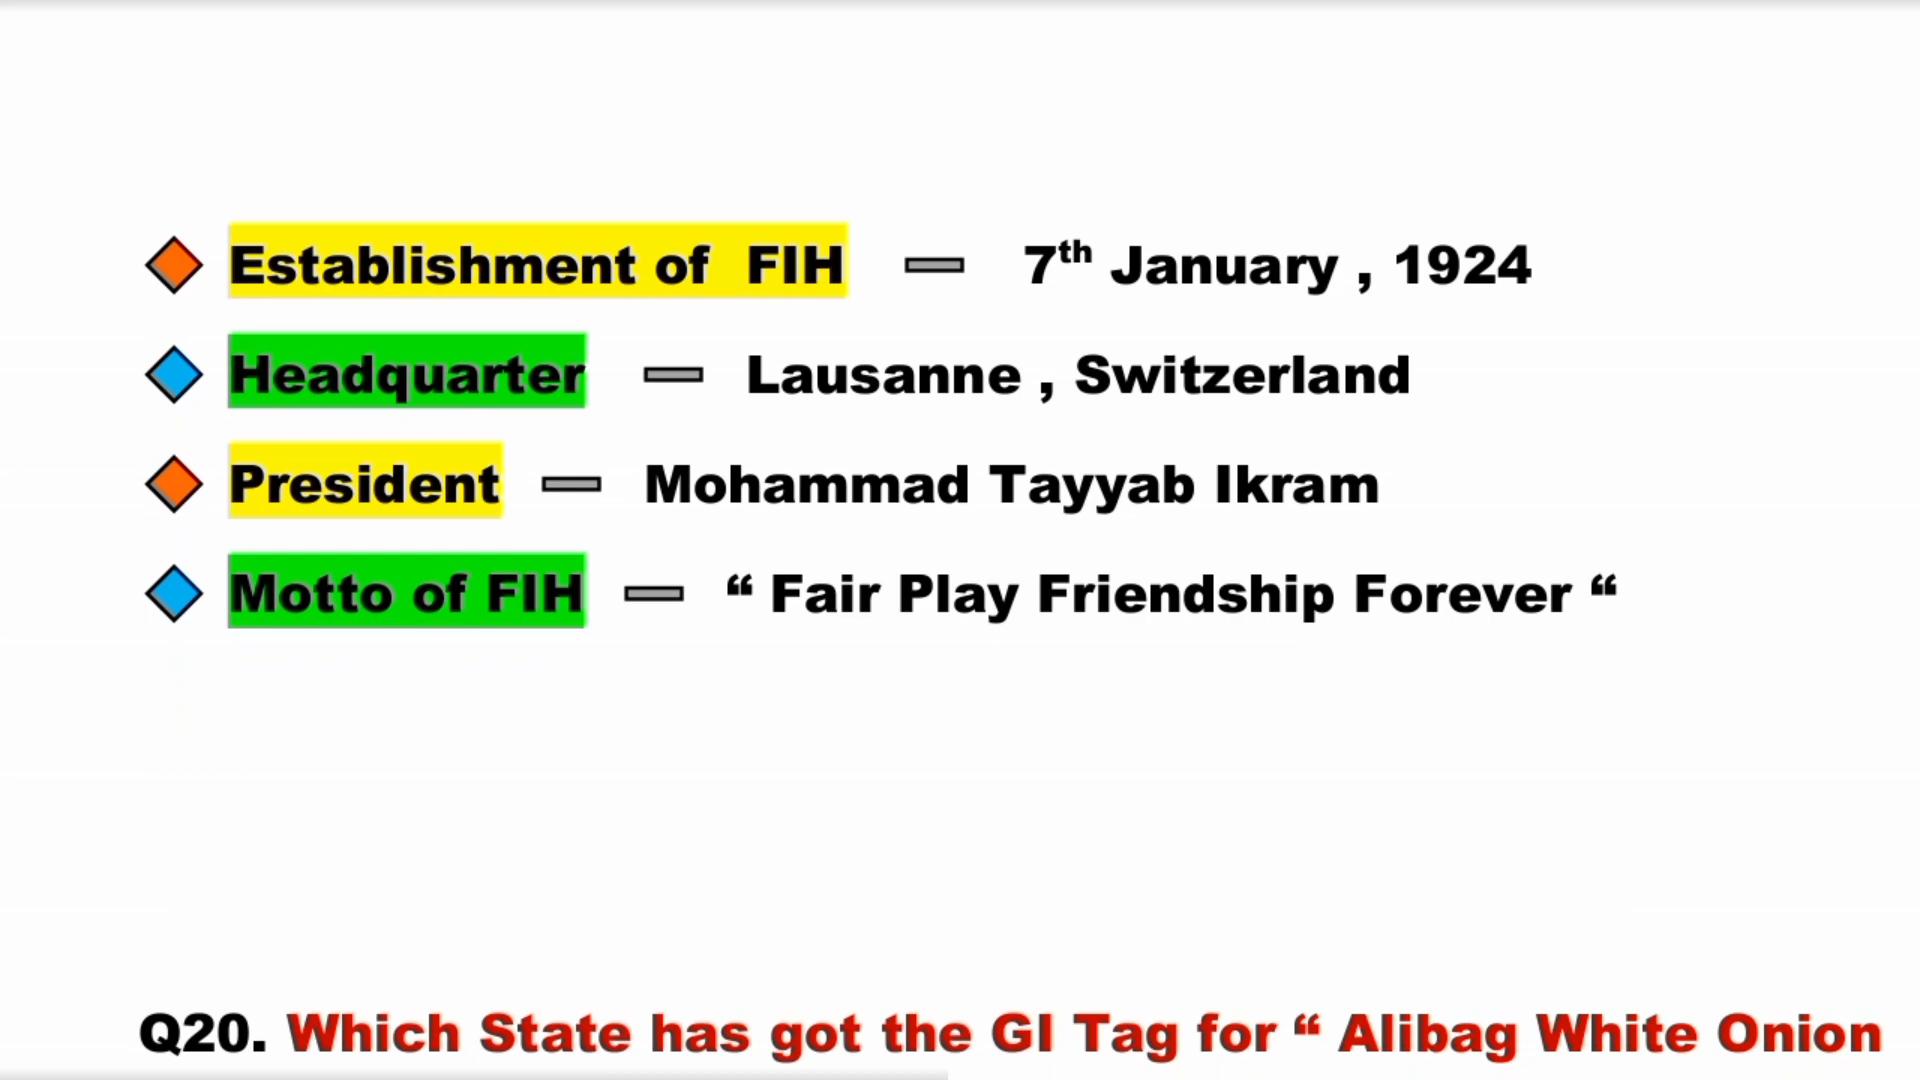 Establishment of FIH — 7th January , 1924
Headquarter — Lausanne , Switzerland
President — Mohammad Tayyab Ikram
Motto of FIH — “ Fair Play Friendship Forever “
Q20. Which State has got the GI Tag for “ Alibag White Onion